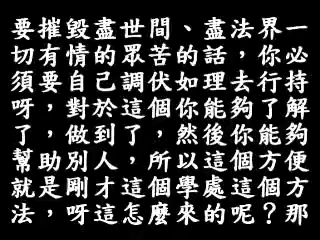 要摧毀盡世間、盡法界一
切有情的眾苦的話，你必
須要自己調伏如理去行持
呀，對於這個你能夠了解
了，做到了，然後你能夠
幫助別人，所以這個方便
就是剛才這個學處這個方
法，呀這怎麼來的呢？那